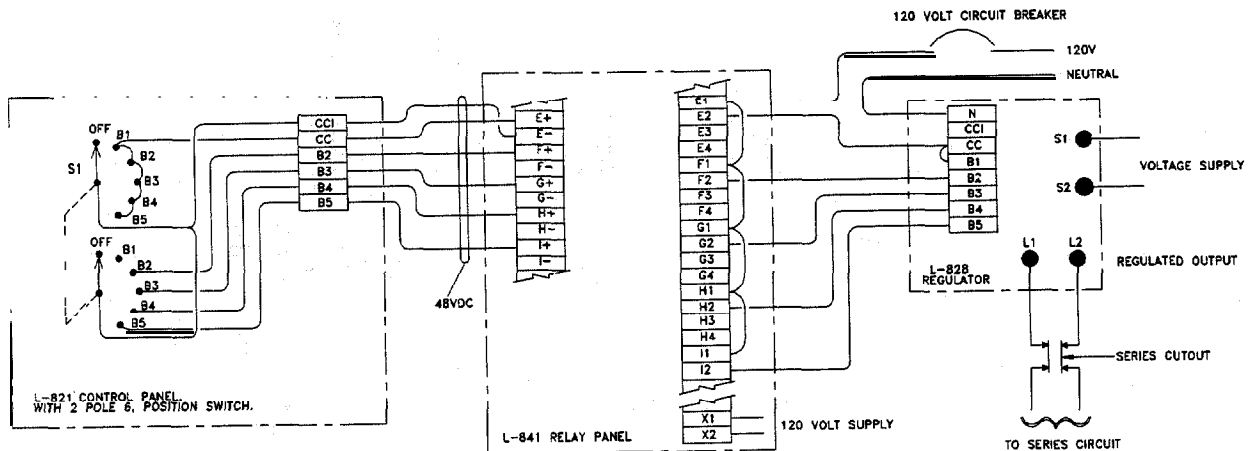 120 VOLT CIRCUIT BREAKER
120V
NEUTRAL
OFF
B1
B2
S1
B3
B4
B5
OFF
B1
B2
B3
B4
B5
L-821 CONTROL PANEL.
WITH 2 POLE 6, POSITION SWITCH.
CCI
CC
B2
B3
B4
B5
48VDC
E+
E-
F+
F-
G+
G-
H+
H-
I+
I-
L-841 RELAY PANEL
E1
E2
E3
E4
F1
F2
F3
F4
G1
G2
G3
G4
H1
H2
H3
H4
I1
I2
X1
X2
120 VOLT SUPPLY
N
CCI
CC
B1
B2
B3
B4
B5
S1
S2
VOLTAGE SUPPLY
L1
L2
REGULATED OUTPUT
L-828
REGULATOR
SERIES CUTOUT
TO SERIES CIRCUIT